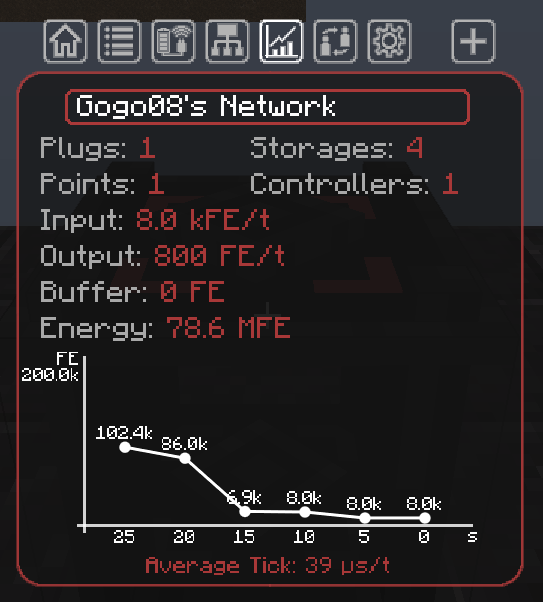 Gogo08's Network
Plugs: 1 Storages: 4
Points: 1 Controllers: 1
Input: 8.0 kFE/t
Output: 800 FE/t
Buffer: 0 FE
Energy: 78.6 MFE
FE
200.0k
102.4k 86.0k 6.9k 8.0k 8.0k 8.0k
25 20 15 10 5 0 s
Average Tick: 39 µs/t